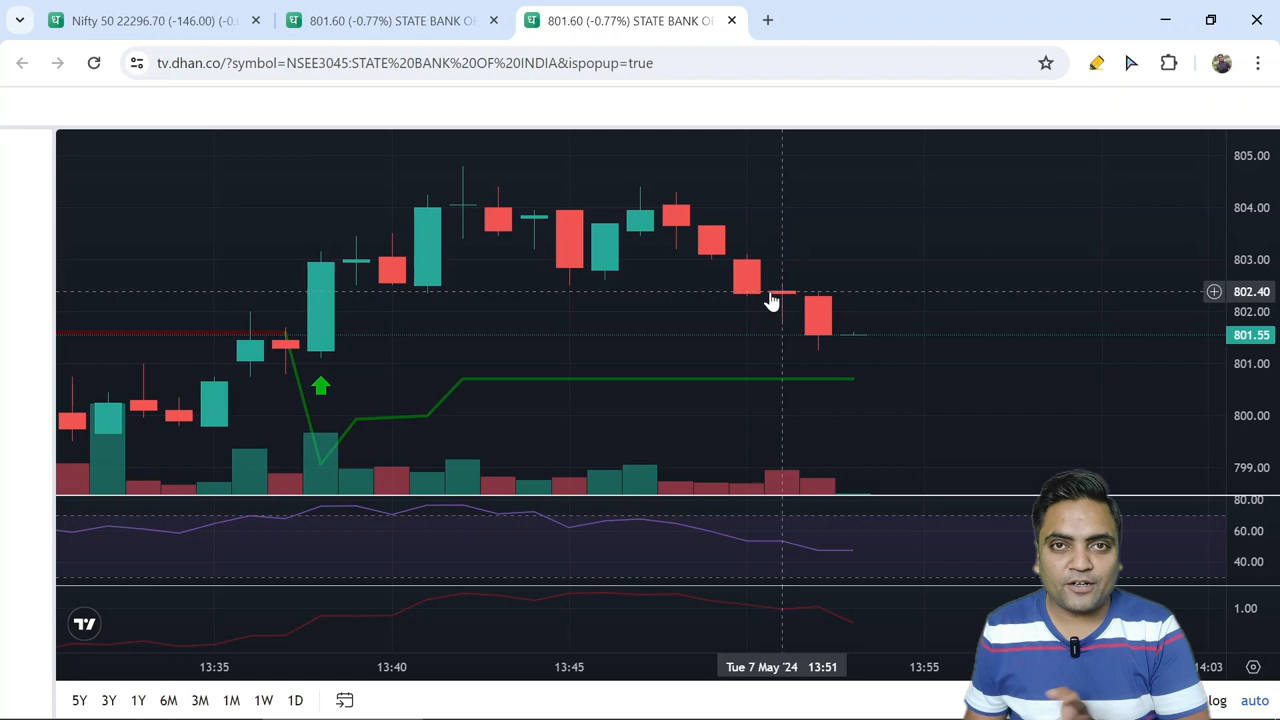 Nifty 50 22296.70 (-146.00) (-0.
801.60 (-0.77%) STATE BANK O
801.60 (-0.77%) STATE BANK OF
tv.dhan.co/?symbol=NSEE3045:STATE%20BANK%20OF%20INDIA&ispopup=true
805.00
804.00
803.00
802.40
802.00
801.55
801.00
800.00
799.00
80.00
60.00
40.00
1.00
13:35
13:40
13:45
Tue 7 May '24 13:51
13:55
14:03
5Y 3Y 1Y 6M 3M 1M 1W 1D
log auto